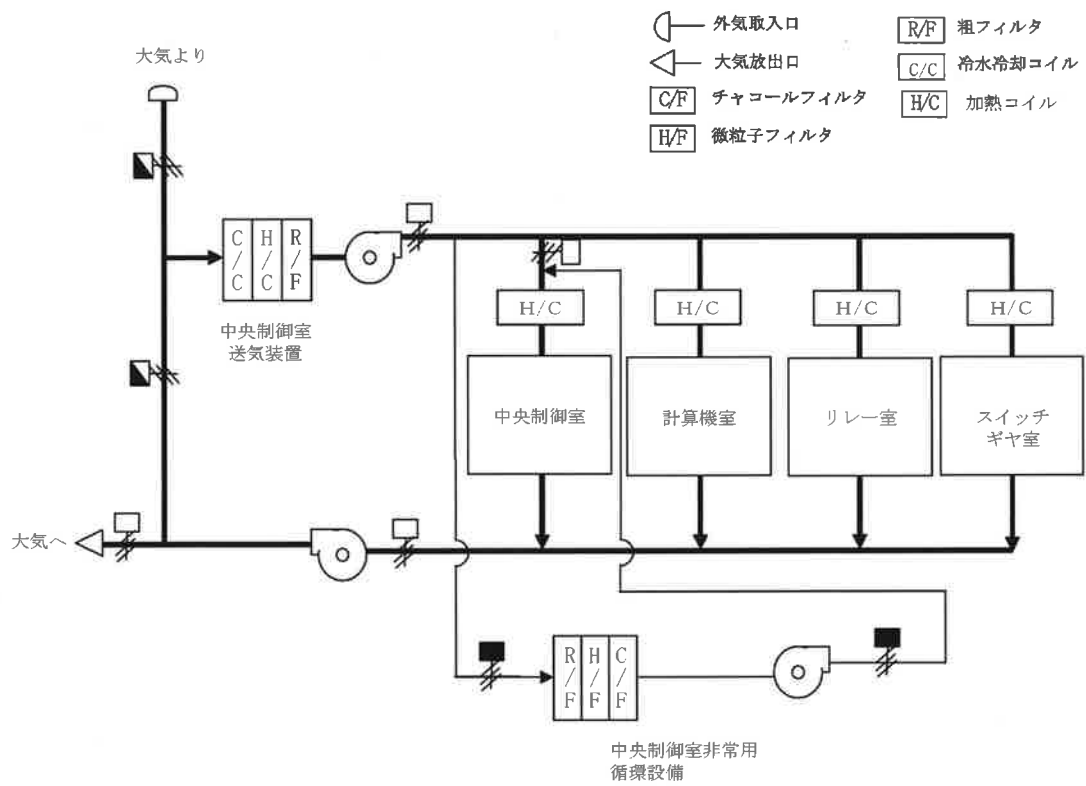 外気取入口
大気放出口
C/F チャコールフィルタ
H/F 微粒子フィルタ
R/F 粗フィルタ
C/C 冷水冷却コイル
H/C 加熱コイル
大気より
C/C
H/C
R/F
中央制御室
送気装置
H/C
H/C
H/C
H/C
中央制御室
計算機室
リレー室
スイッチ
ギヤ室
大気へ
R/F
H/F
C/F
中央制御室非常用
循環設備